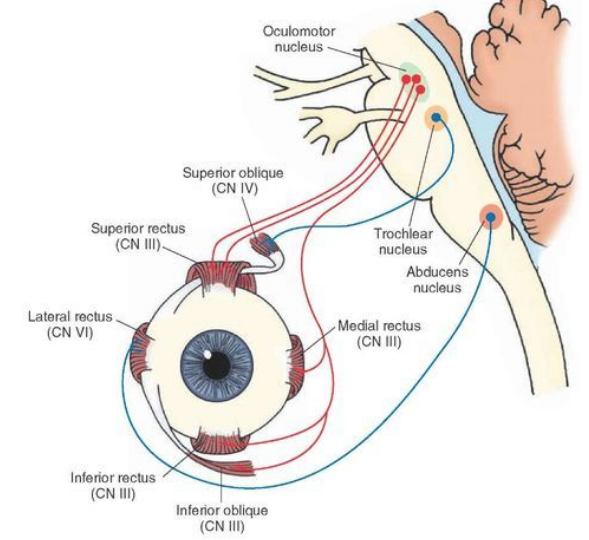 Oculomotor
nucleus
Superior oblique
(CN IV)
Superior rectus
(CN III)
Trochlear
nucleus
Abducens
nucleus
Lateral rectus
(CN VI)
Medial rectus
(CN III)
Inferior rectus
(CN III)
Inferior oblique
(CN III)